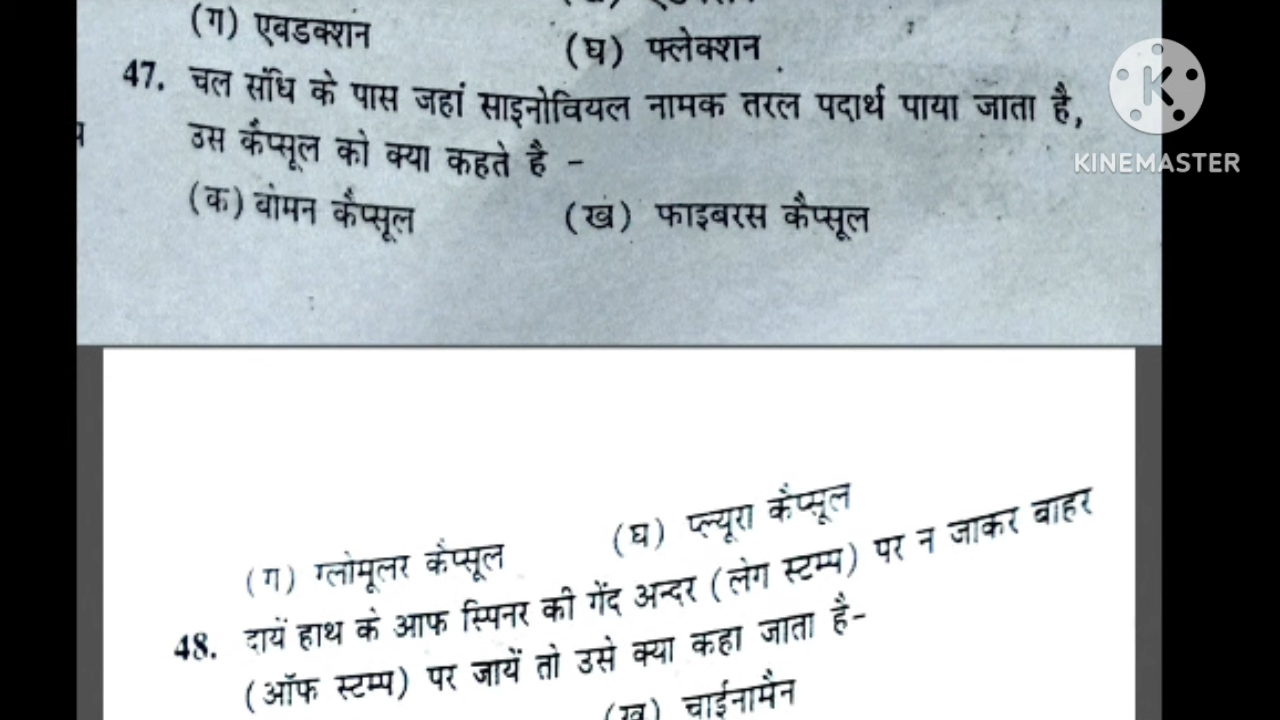 (ग) एवडक्शन
(घ) फ्लेक्शन
47. चल संधि के पास जहां साइनोवियल नामक तरल पदार्थ पाया जाता है,
उस कैप्सूल को क्या कहते है -
(क) वोमन कैप्सूल
(ख) फाइबरस कैप्सूल
(ग) ग्लोमूलर कैप्सूल
(घ) प्ल्यूरा कैप्सूल
48. दायें हाथ के आफ स्पिनर की गेंद अन्दर (लेग स्टम्प) पर न जाकर बाहर
(ऑफ स्टम्प) पर जायें तो उसे क्या कहा जाता है-
(ख) चाईनामैन
KINEMASTER